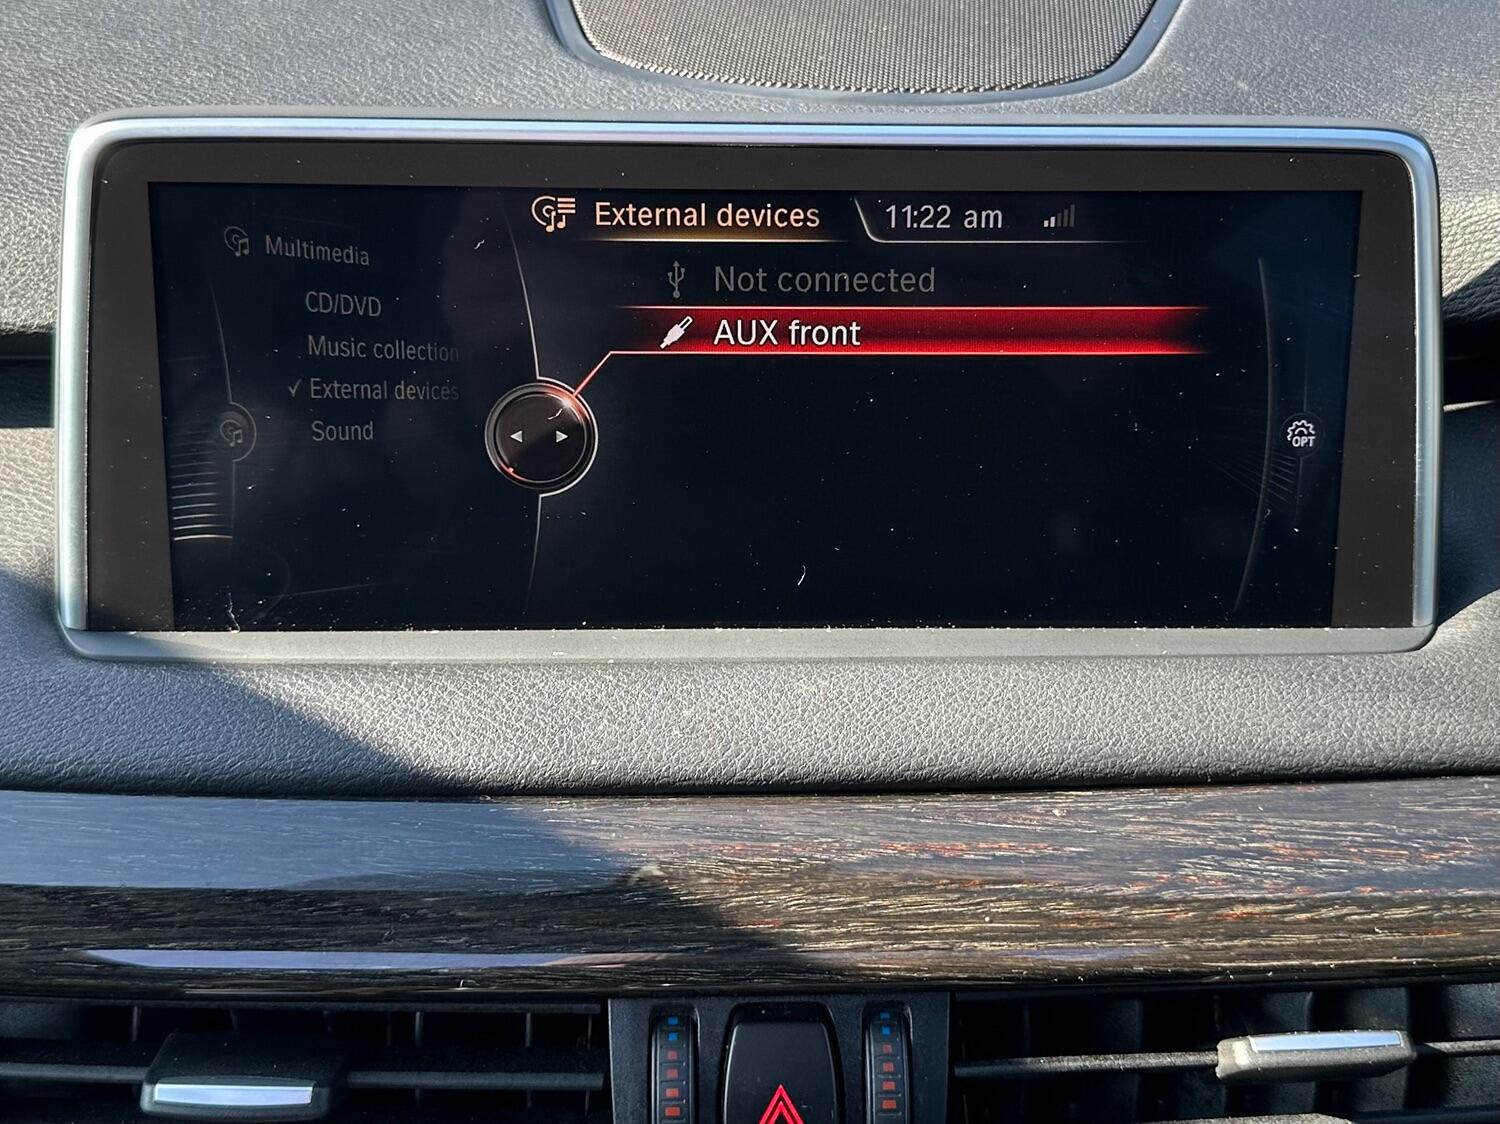 External devices
11:22 am
Multimedia
CD/DVD
Music collection
✓ External devices
Sound
Not connected
AUX front
OPT